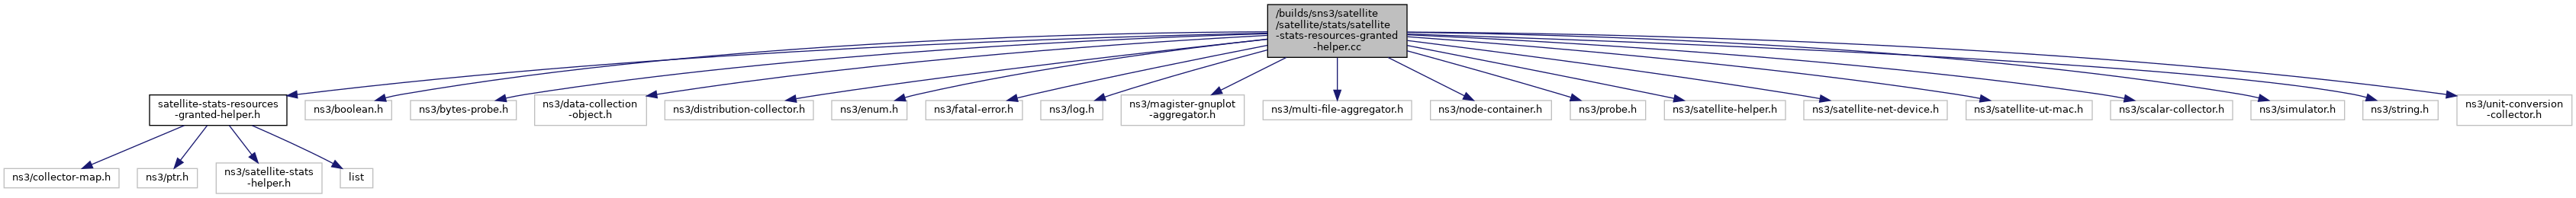 /builds/sns3/satellite
/satellite/stats/satellite
-stats-resources-granted
-helper.cc
satellite-stats-resources
-granted-helper.h
ns3/boolean.h
ns3/bytes-probe.h
ns3/data-collection
-object.h
ns3/distribution-collector.h
ns3/enum.h
ns3/fatal-error.h
ns3/log.h
ns3/magister-gnuplot
-aggregator.h
ns3/multi-file-aggregator.h
ns3/node-container.h
ns3/probe.h
ns3/satellite-helper.h
ns3/satellite-net-device.h
ns3/satellite-ut-mac.h
ns3/scalar-collector.h
ns3/simulator.h
ns3/string.h
ns3/unit-conversion
-collector.h
ns3/collector-map.h
ns3/ptr.h
ns3/satellite-stats
-helper.h
list